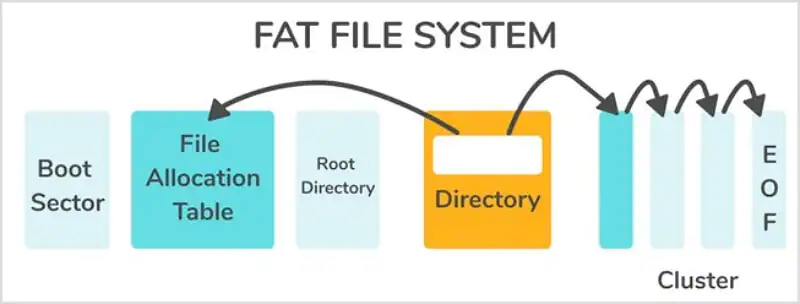 FAT FILE SYSTEM
Boot
Sector
File
Allocation
Table
Root
Directory
Directory
E
O
F
Cluster